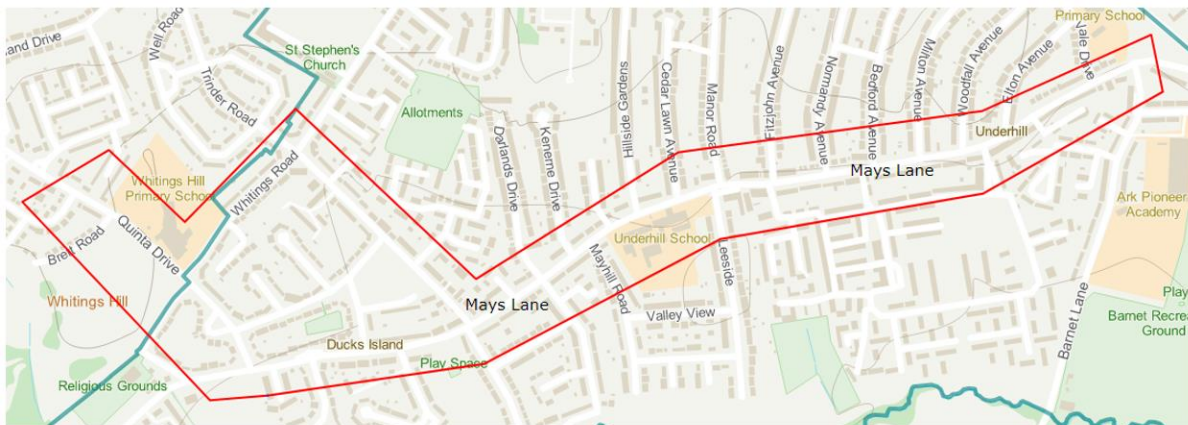 Well Road
land Drive
Trinder Road
St Stephen's
Church
Allotments
Darlands Drive
Kenerne Drive
Hillside Gardens
Cedar Lawn Avenue
Manor Road
Fitzjohn Avenue
Normandy Avenue
Bedford Avenue
Milton Avenue
Woodfall Avenue
Elton Avenue
Vale Drive
Primary School
Underhill
Mays Lane
Whitings Hill
Primary School
Whitings Road
Quinta Drive
Brett Road
Whitings Hill
Religious Grounds
Ducks Island
Play Space
Mays Lane
Mayhill Road
Underhill School
Leeside
Valley View
Ark Pioneer
Academy
Barnet Lane
Play
Barnet Recrea
Ground